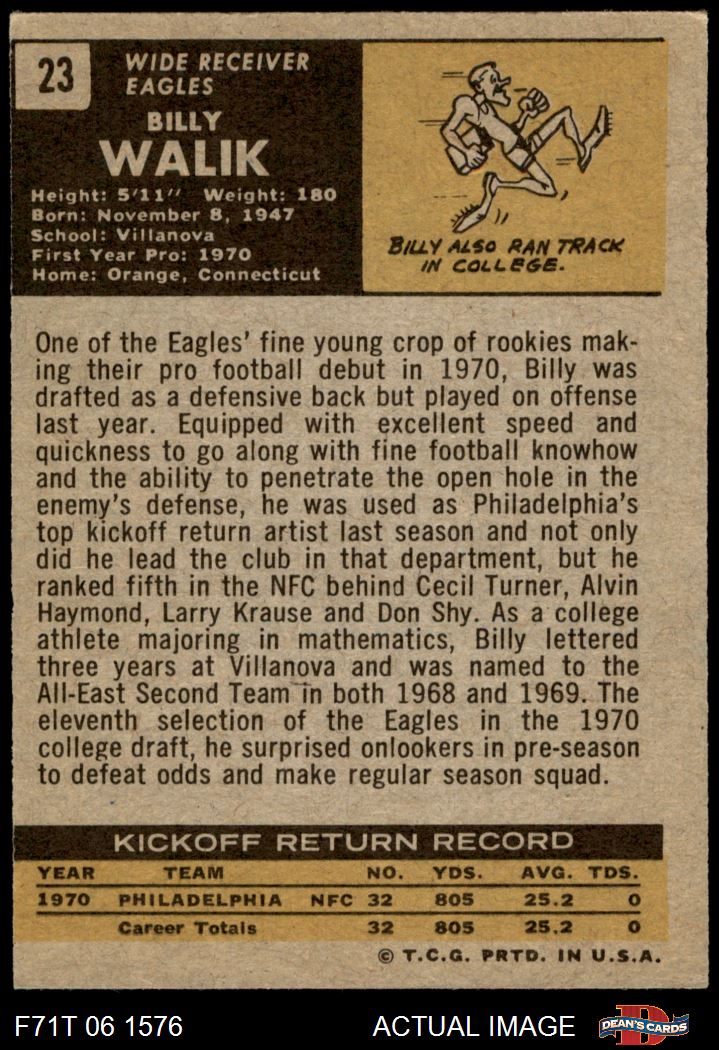 23
WIDE RECEIVER
EAGLES
BILLY
WALIK
Height: 5'11" Weight: 180
Born: November 8, 1947
School: Villanova
First Year Pro: 1970
Home: Orange, Connecticut
BILLY ALSO RAN TRACK
IN COLLEGE.
One of the Eagles' fine young crop of rookies mak-
ing their pro football debut in 1970, Billy was
drafted as a defensive back but played on offense
last year. Equipped with excellent speed and
quickness to go along with fine football knowhow
and the ability to penetrate the open hole in the
enemy's defense, he was used as Philadelphia's
top kickoff return artist last season and not only
did he lead the club in that department, but he
ranked fifth in the NFC behind Cecil Turner, Alvin
Haymond, Larry Krause and Don Shy. As a college
athlete majoring in mathematics, Billy lettered
three years at Villanova and was named to the
All-East Second Team in both 1968 and 1969. The
eleventh selection of the Eagles in the 1970
college draft, he surprised onlookers in pre-season
to defeat odds and make regular season squad.
KICKOFF RETURN RECORD
YEAR TEAM NO. YDS. AVG. TDS.
1970 PHILADELPHIA NFC 32 805 25.2 0
Career Totals 32 805 25.2 0
© T.C.G. PRTD. IN U.S.A.
F71T 06 1576 ACTUAL IMAGE D DEAN'S CARDS